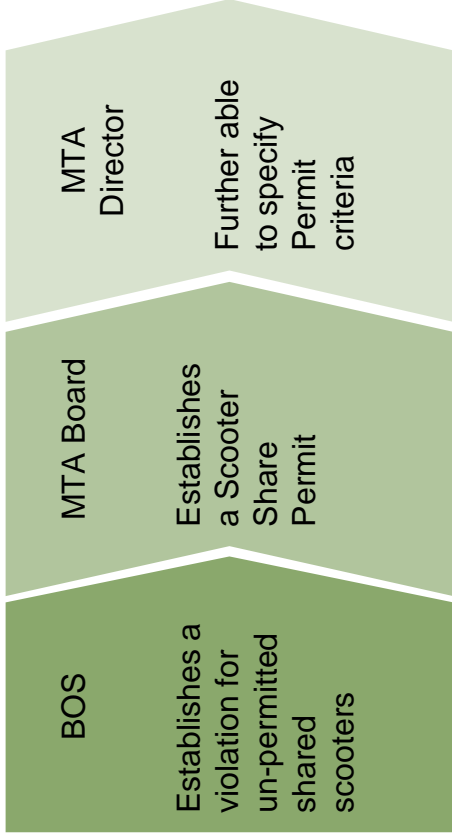 BOS
Establishes a
violation for
un-permitted
shared
scooters
MTA Board
Establishes
a Scooter
Share
Permit
MTA
Director
Further able
to specify
Permit
criteria